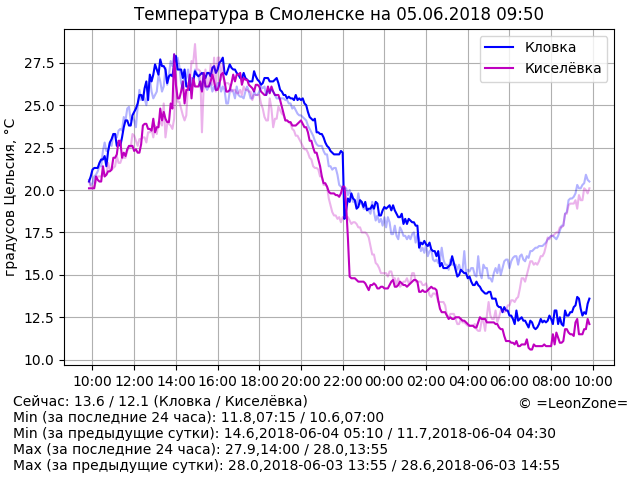 Температура в Смоленске на 05.06.2018 09:50
Кловка
Киселёвка
градусов Цельсия, °C
27.5
25.0
22.5
20.0
17.5
15.0
12.5
10.0
10:00 12:00 14:00 16:00 18:00 20:00 22:00 00:00 02:00 04:00 06:00 08:00 10:00
Сейчас: 13.6 / 12.1 (Кловка / Киселёвка)
© =LeonZone=
Min (за последние 24 часа): 11.8,07:15 / 10.6,07:00
Min (за предыдущие сутки): 14.6,2018-06-04 05:10 / 11.7,2018-06-04 04:30
Max (за последние 24 часа): 27.9,14:00 / 28.0,13:55
Max (за предыдущие сутки): 28.0,2018-06-03 13:55 / 28.6,2018-06-03 14:55